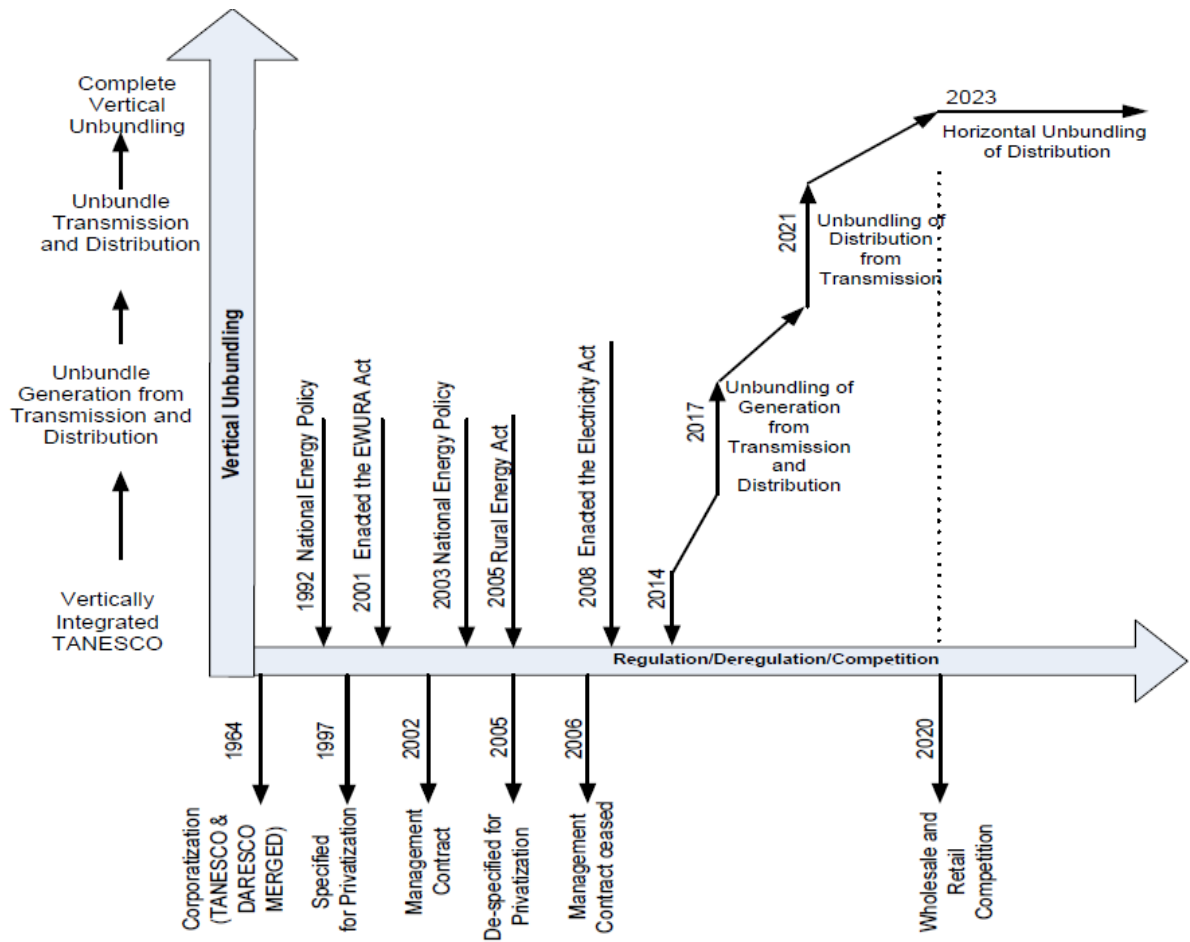 Complete
Vertical
Unbundling
Unbundle
Transmission
and Distribution
Unbundle
Generation from
Transmission and
Distribution
Vertically
Integrated
TANESCO
Vertical Unbundling
1992 National Energy Policy
2001 Enacted the EWURA Act
2003 National Energy Policy
2005 Rural Energy Act
2008 Enacted the Electricity Act
2014
2017
Unbundling of
Generation
from
Transmission
and
Distribution
2021
Unbundling of
Distribution
from
Transmission
2023
Horizontal Unbundling
of Distribution
Regulation/Deregulation/Competition
1964
Corporatization
(TANESCO &
DARESCO
MERGED)
1997
Specified
for Privatization
2002
Management
Contract
2005
De-specified for
Privatization
2006
Management
Contract ceased
2020
Wholesale and
Retail
Competition